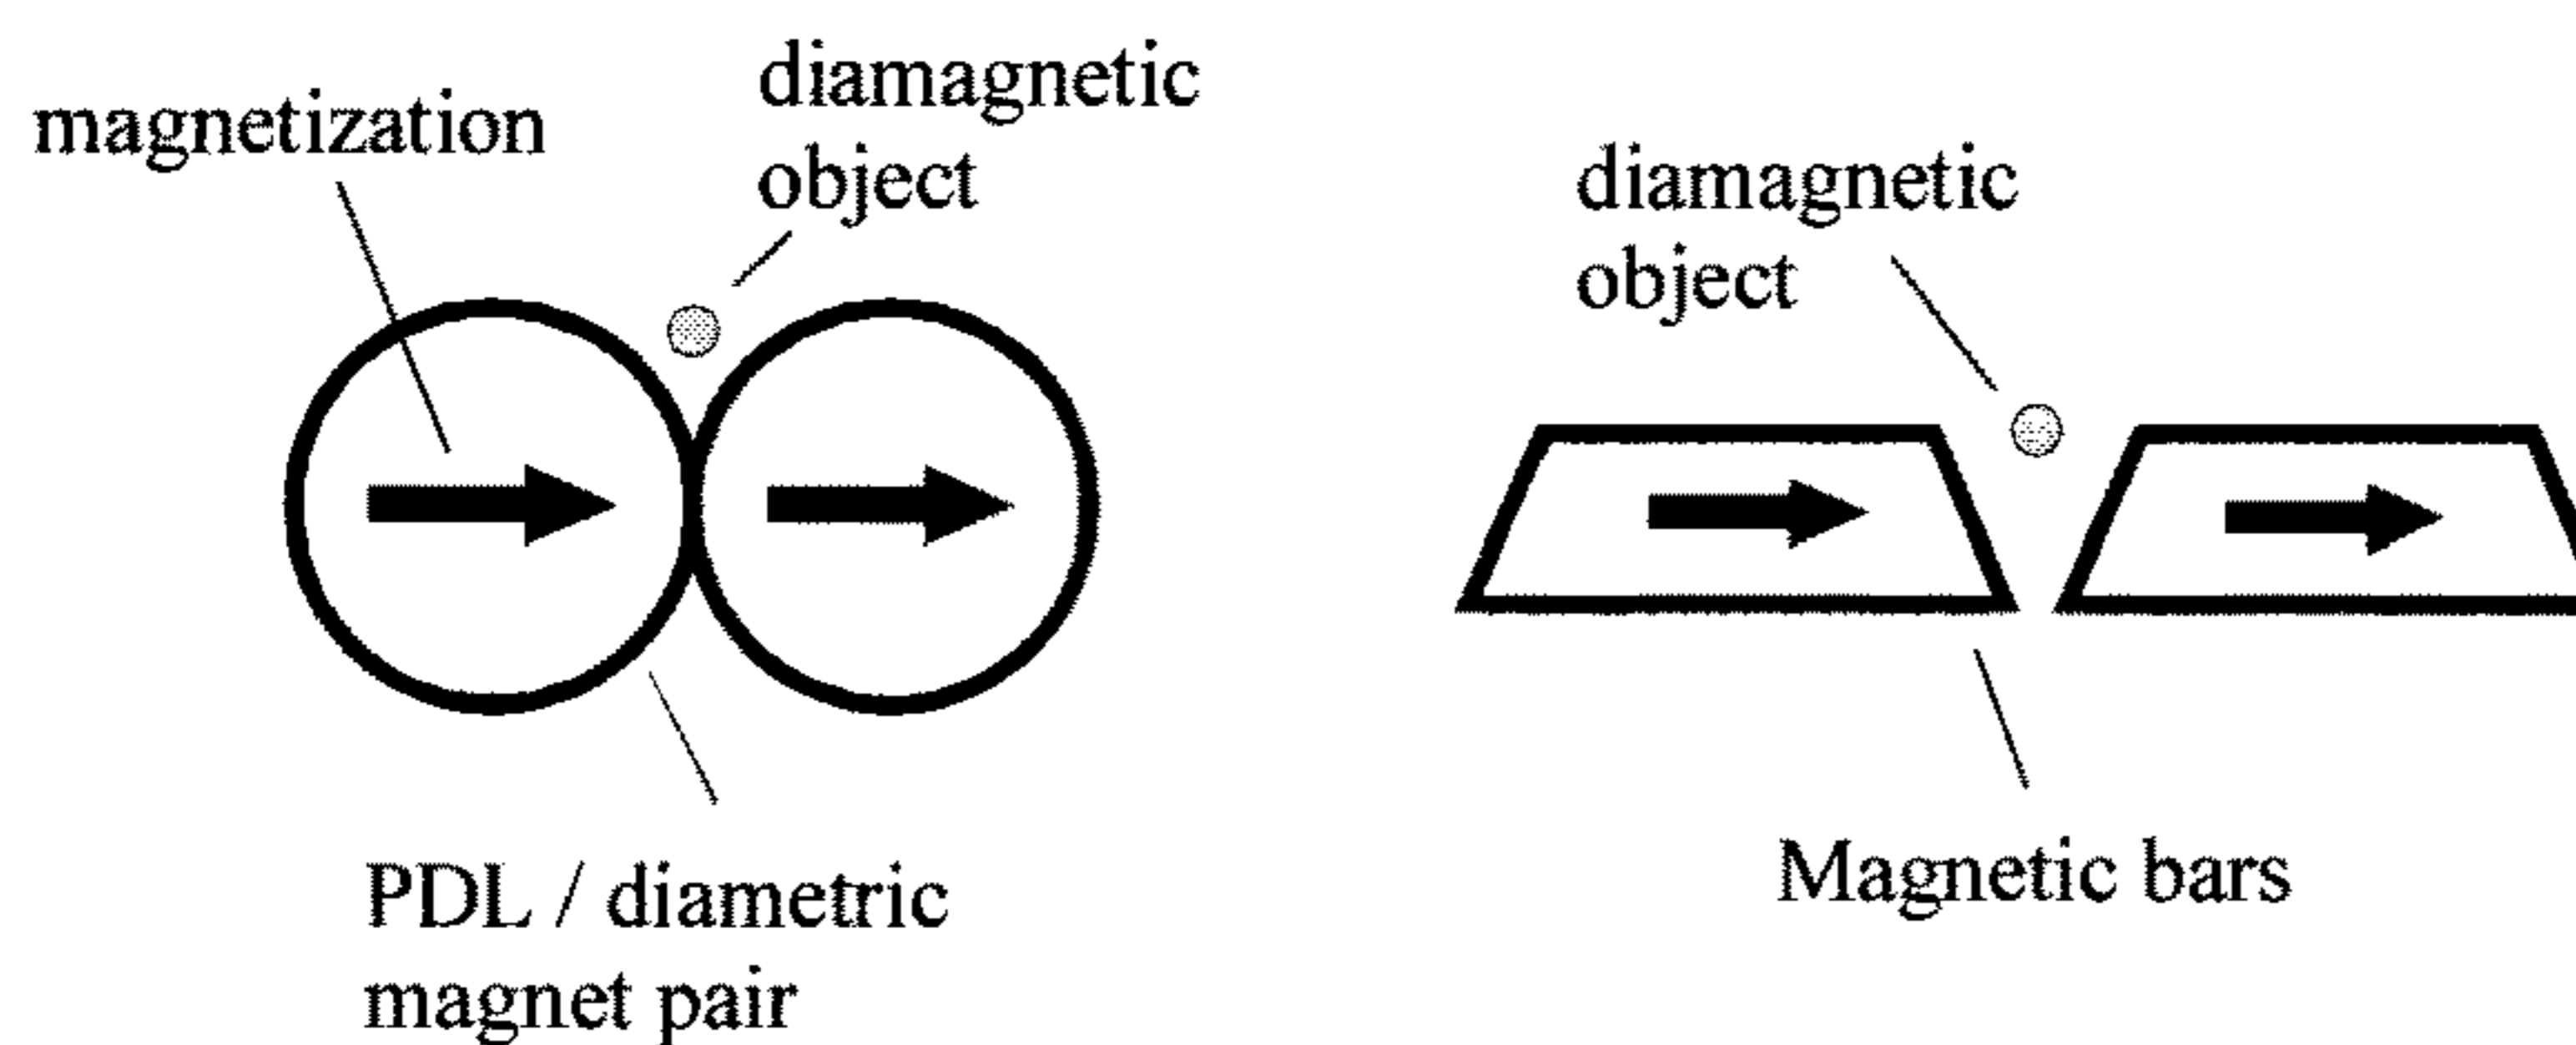 magnetization
diamagnetic
object
PDL / diametric
magnet pair
diamagnetic
object
Magnetic bars